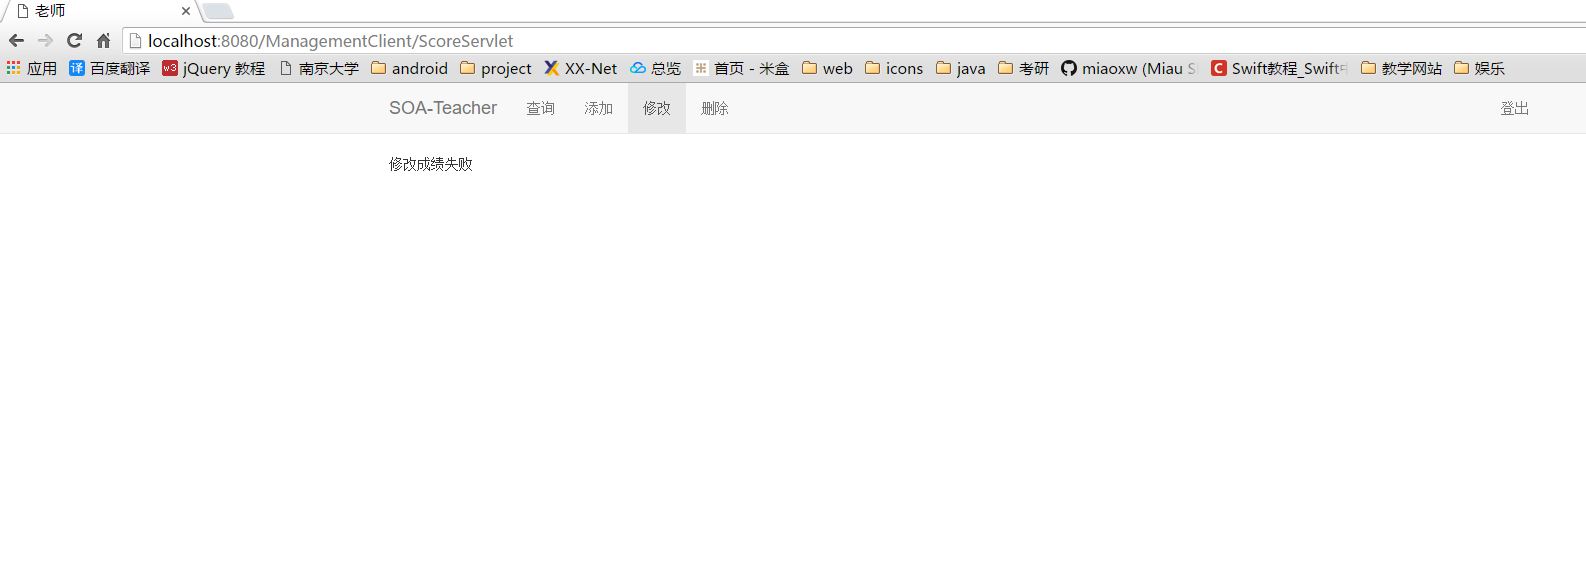 老师
localhost:8080/ManagementClient/ScoreServlet
应用 译 百度翻译 w3 jQuery 教程 南京大学 android project XX-Net 总览 米 首页 - 米盒 web icons java 考研 miaoxw (Miau C Swift教程_Swift 教学网站 娱乐
SOA-Teacher 查询 添加 修改 删除 登出
修改成绩失败